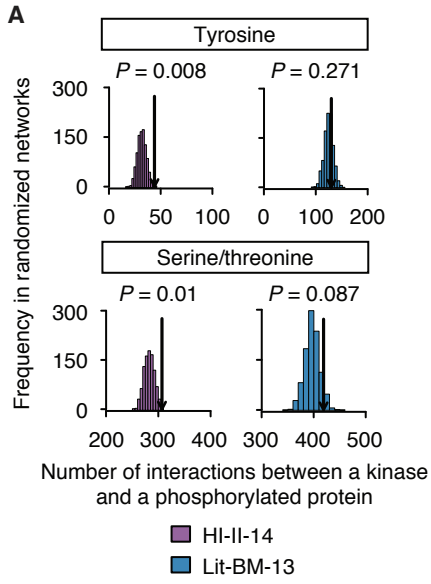 A
Tyrosine
P = 0.008
P = 0.271
Frequency in randomized networks
300
150
0
0 50 100
0 100 200
Serine/threonine
P = 0.01
P = 0.087
300
150
0
200 300 400
300 400 500
Number of interactions between a kinase
and a phosphorylated protein
HI-II-14
Lit-BM-13